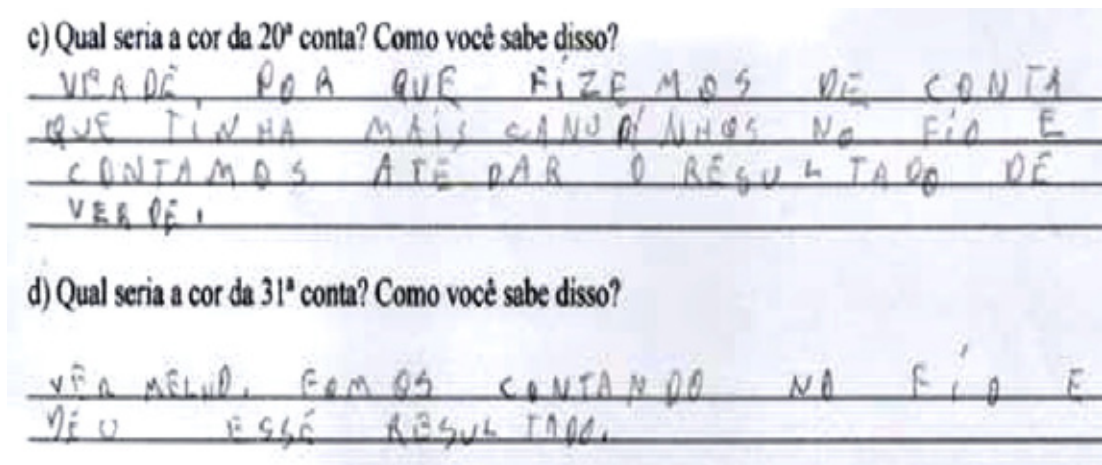 c) Qual seria a cor da 20ª conta? Como você sabe disso?
VERDE, POR QUE FIZEMOS DE CONTA
QUE TINHA MAIS CANUDINHOS NO FIO E
CONTAMOS ATÉ DAR O RESULTADO DE
VERDE.
d) Qual seria a cor da 31ª conta? Como você sabe disso?
VERMELHO. FOMOS CONTANDO NO FIO E
DEU ESSE RESULTADO.